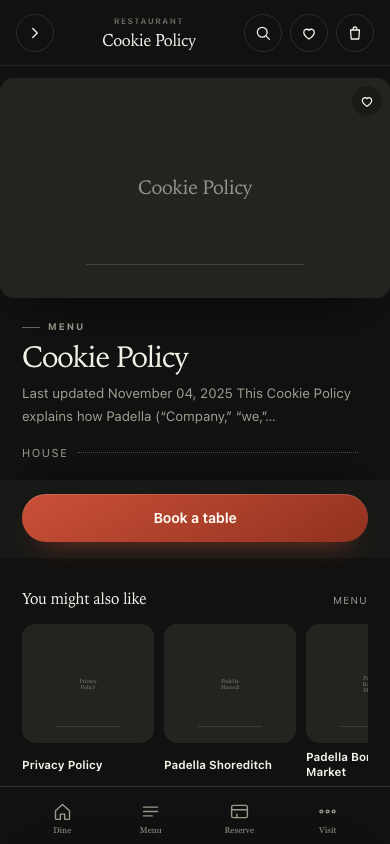 RESTAURANT
Cookie Policy
Cookie Policy
MENU
Cookie Policy
Last updated November 04, 2025 This Cookie Policy
explains how Padella (“Company,” “we,”...
HOUSE
Book a table
You might also like
MENU
Privacy
Policy
Padella
Shoredi
Privacy Policy
Padella Shoreditch
Padella Bor
Market
Dine
Menu
Reserve
Visit